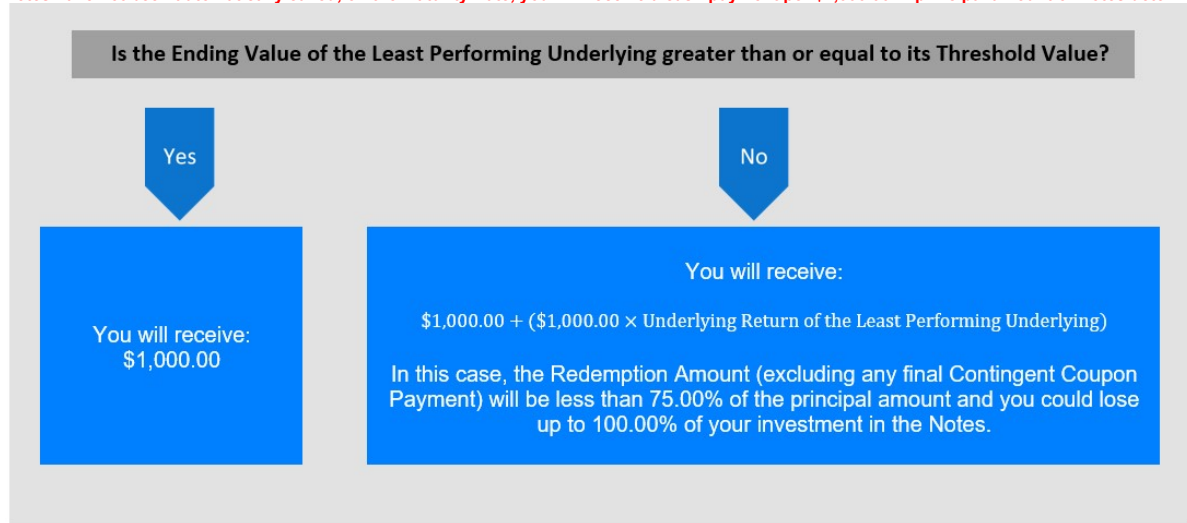 Is the Ending Value of the Least Performing Underlying greater than or equal to its Threshold Value?
Yes
No
You will receive:
$1,000.00
You will receive:
$1,000.00 + ($1,000.00 × Underlying Return of the Least Performing Underlying)
In this case, the Redemption Amount (excluding any final Contingent Coupon
Payment) will be less than 75.00% of the principal amount and you could lose
up to 100.00% of your investment in the Notes.